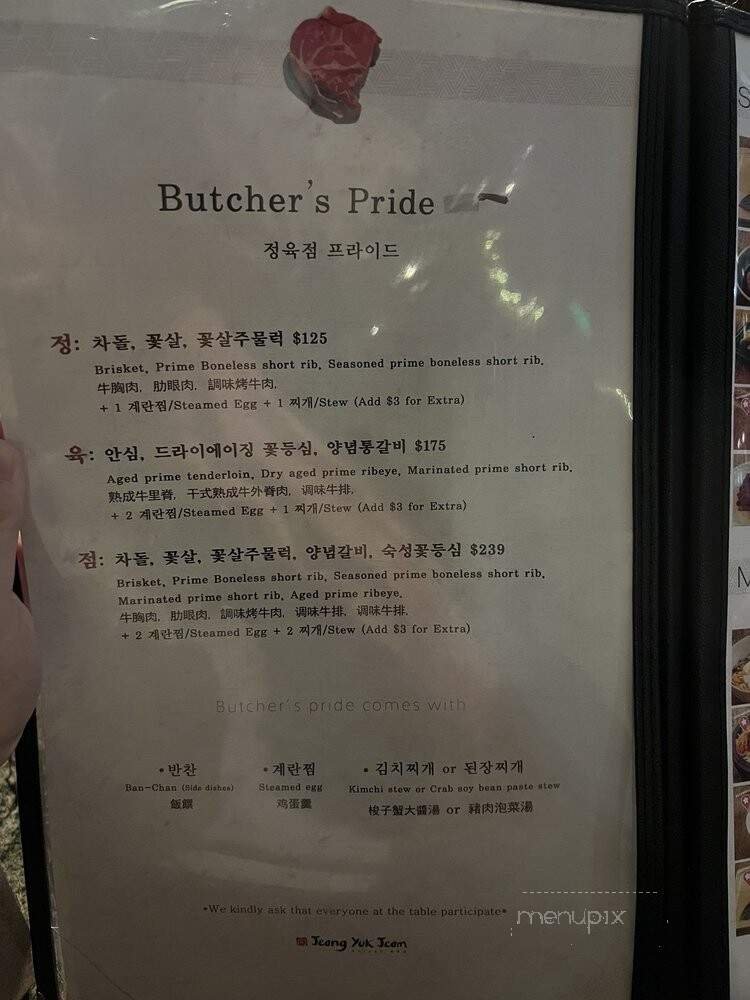 Butcher's Pride
정육점 프라이드
정: 차돌, 꽃살, 꽃살주물럭 $125
Brisket, Prime Boneless short rib, Seasoned prime boneless short rib,
牛胸肉, 肋眼肉, 調味烤牛肉,
+ 1 계란찜/Steamed Egg + 1 찌개/Stew (Add $3 for Extra)
육: 안심, 드라이에이징 꽃등심, 양념통갈비 $175
Aged prime tenderloin, Dry aged prime ribeye, Marinated prime short rib,
熟成牛里脊, 干式熟成牛外脊肉, 调味牛排,
+ 2 계란찜/Steamed Egg + 1 찌개/Stew (Add $3 for Extra)
점: 차돌, 꽃살, 꽃살주물럭, 양념갈비, 숙성꽃등심 $239
Brisket, Prime Boneless short rib, Seasoned prime boneless short rib,
Marinated prime short rib, Aged prime ribeye,
牛胸肉, 肋眼肉, 調味烤牛肉, 调味牛排, 调味牛排,
+ 2 계란찜/Steamed Egg + 2 찌개/Stew (Add $3 for Extra)
Butcher's pride comes with
• 반찬 • 계란찜 • 김치찌개 or 된장찌개
Ban-Chan (Side dishes) Steamed egg Kimchi stew or Crab soy bean paste stew
飯饌 鸡蛋羹 梭子蟹大醬湯 or 豬肉泡菜湯
*We kindly ask that everyone at the table participate*
Jeong Yuk Jeom
menupix
S
M